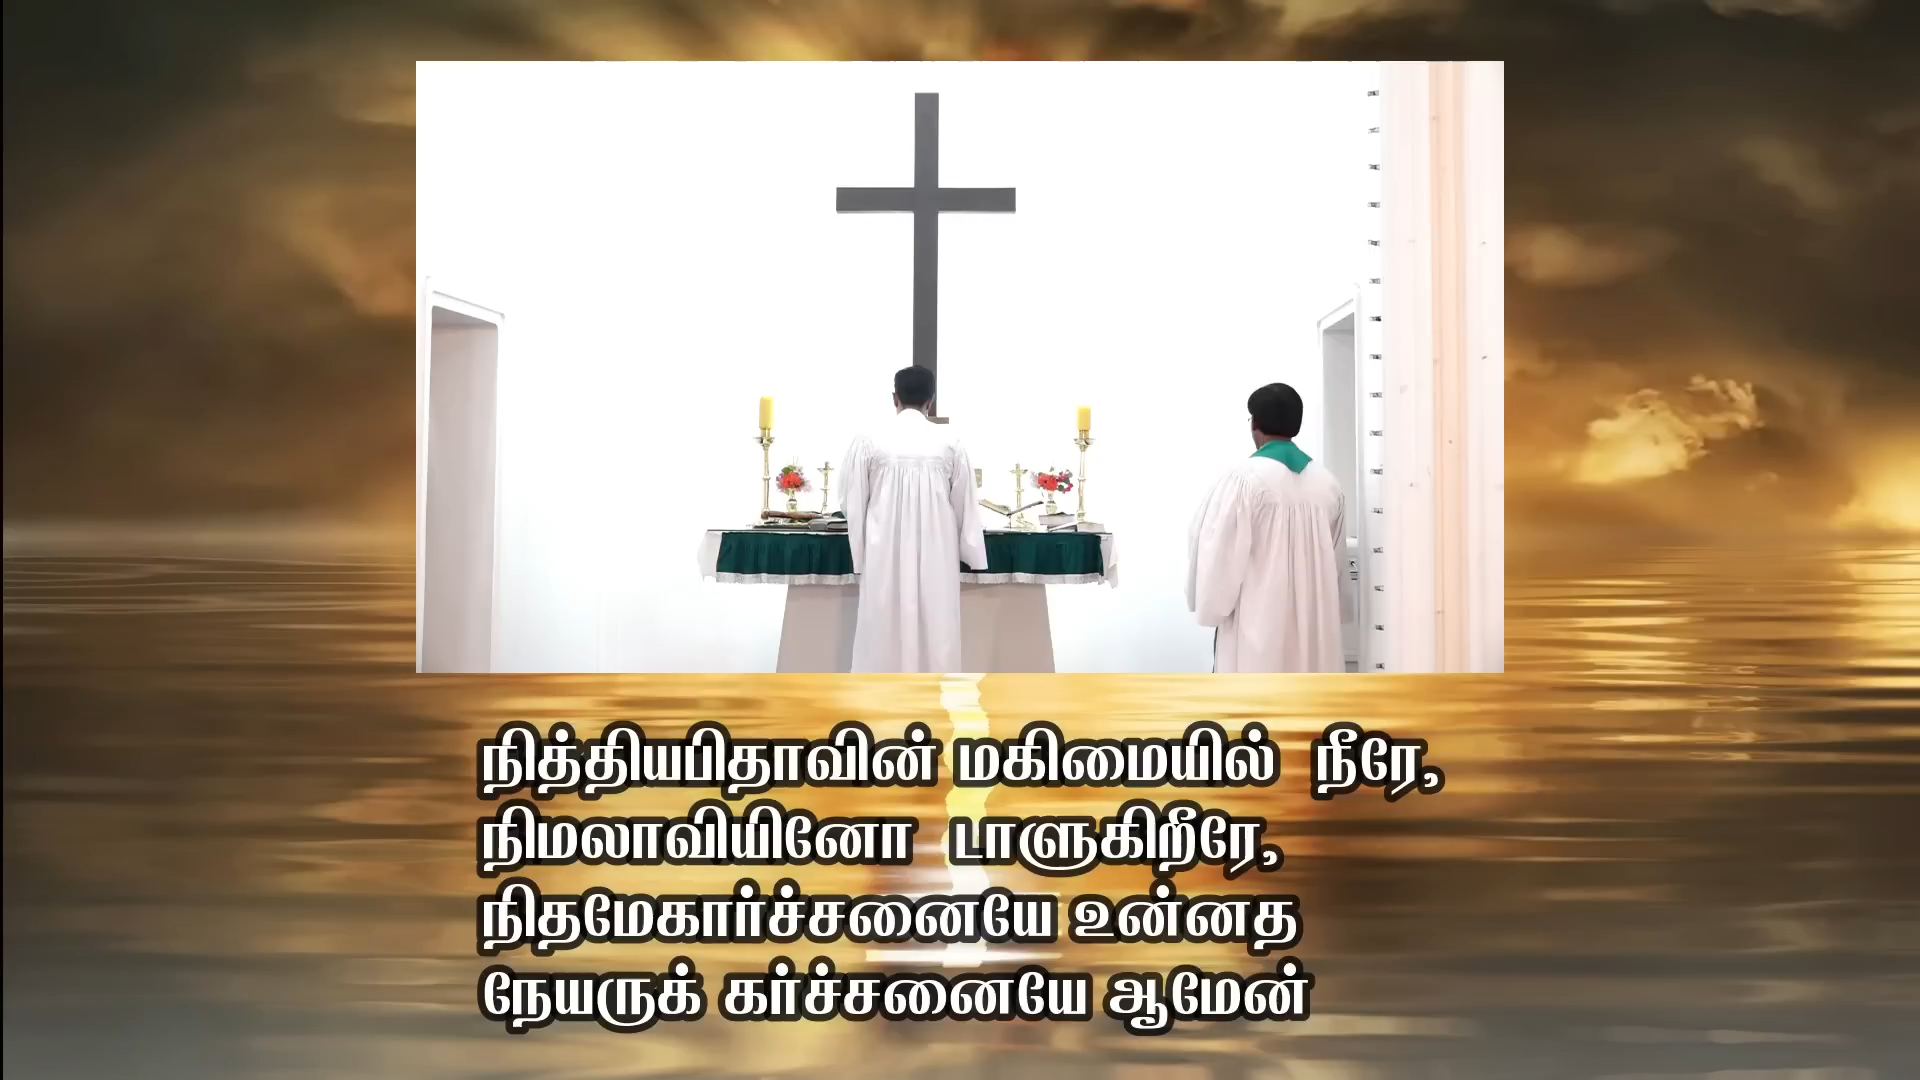 நித்தியபிதாவின் மகிமையில் நீரே,
நிமலாவியினோ டாளுகிறீரே,
நிதமேகார்ச்சனையே உன்னத
நேயருக் கர்ச்சனையே ஆமேன்